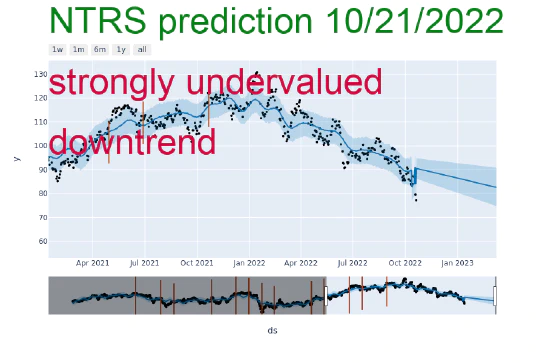 NTRS prediction 10/21/2022
1w 1m 6m 1y all
strongly undervalued
downtrend
130
120
110
100
90
80
70
60
y
Apr 2021 Jul 2021 Oct 2021 Jan 2022 Apr 2022 Jul 2022 Oct 2022 Jan 2023
ds